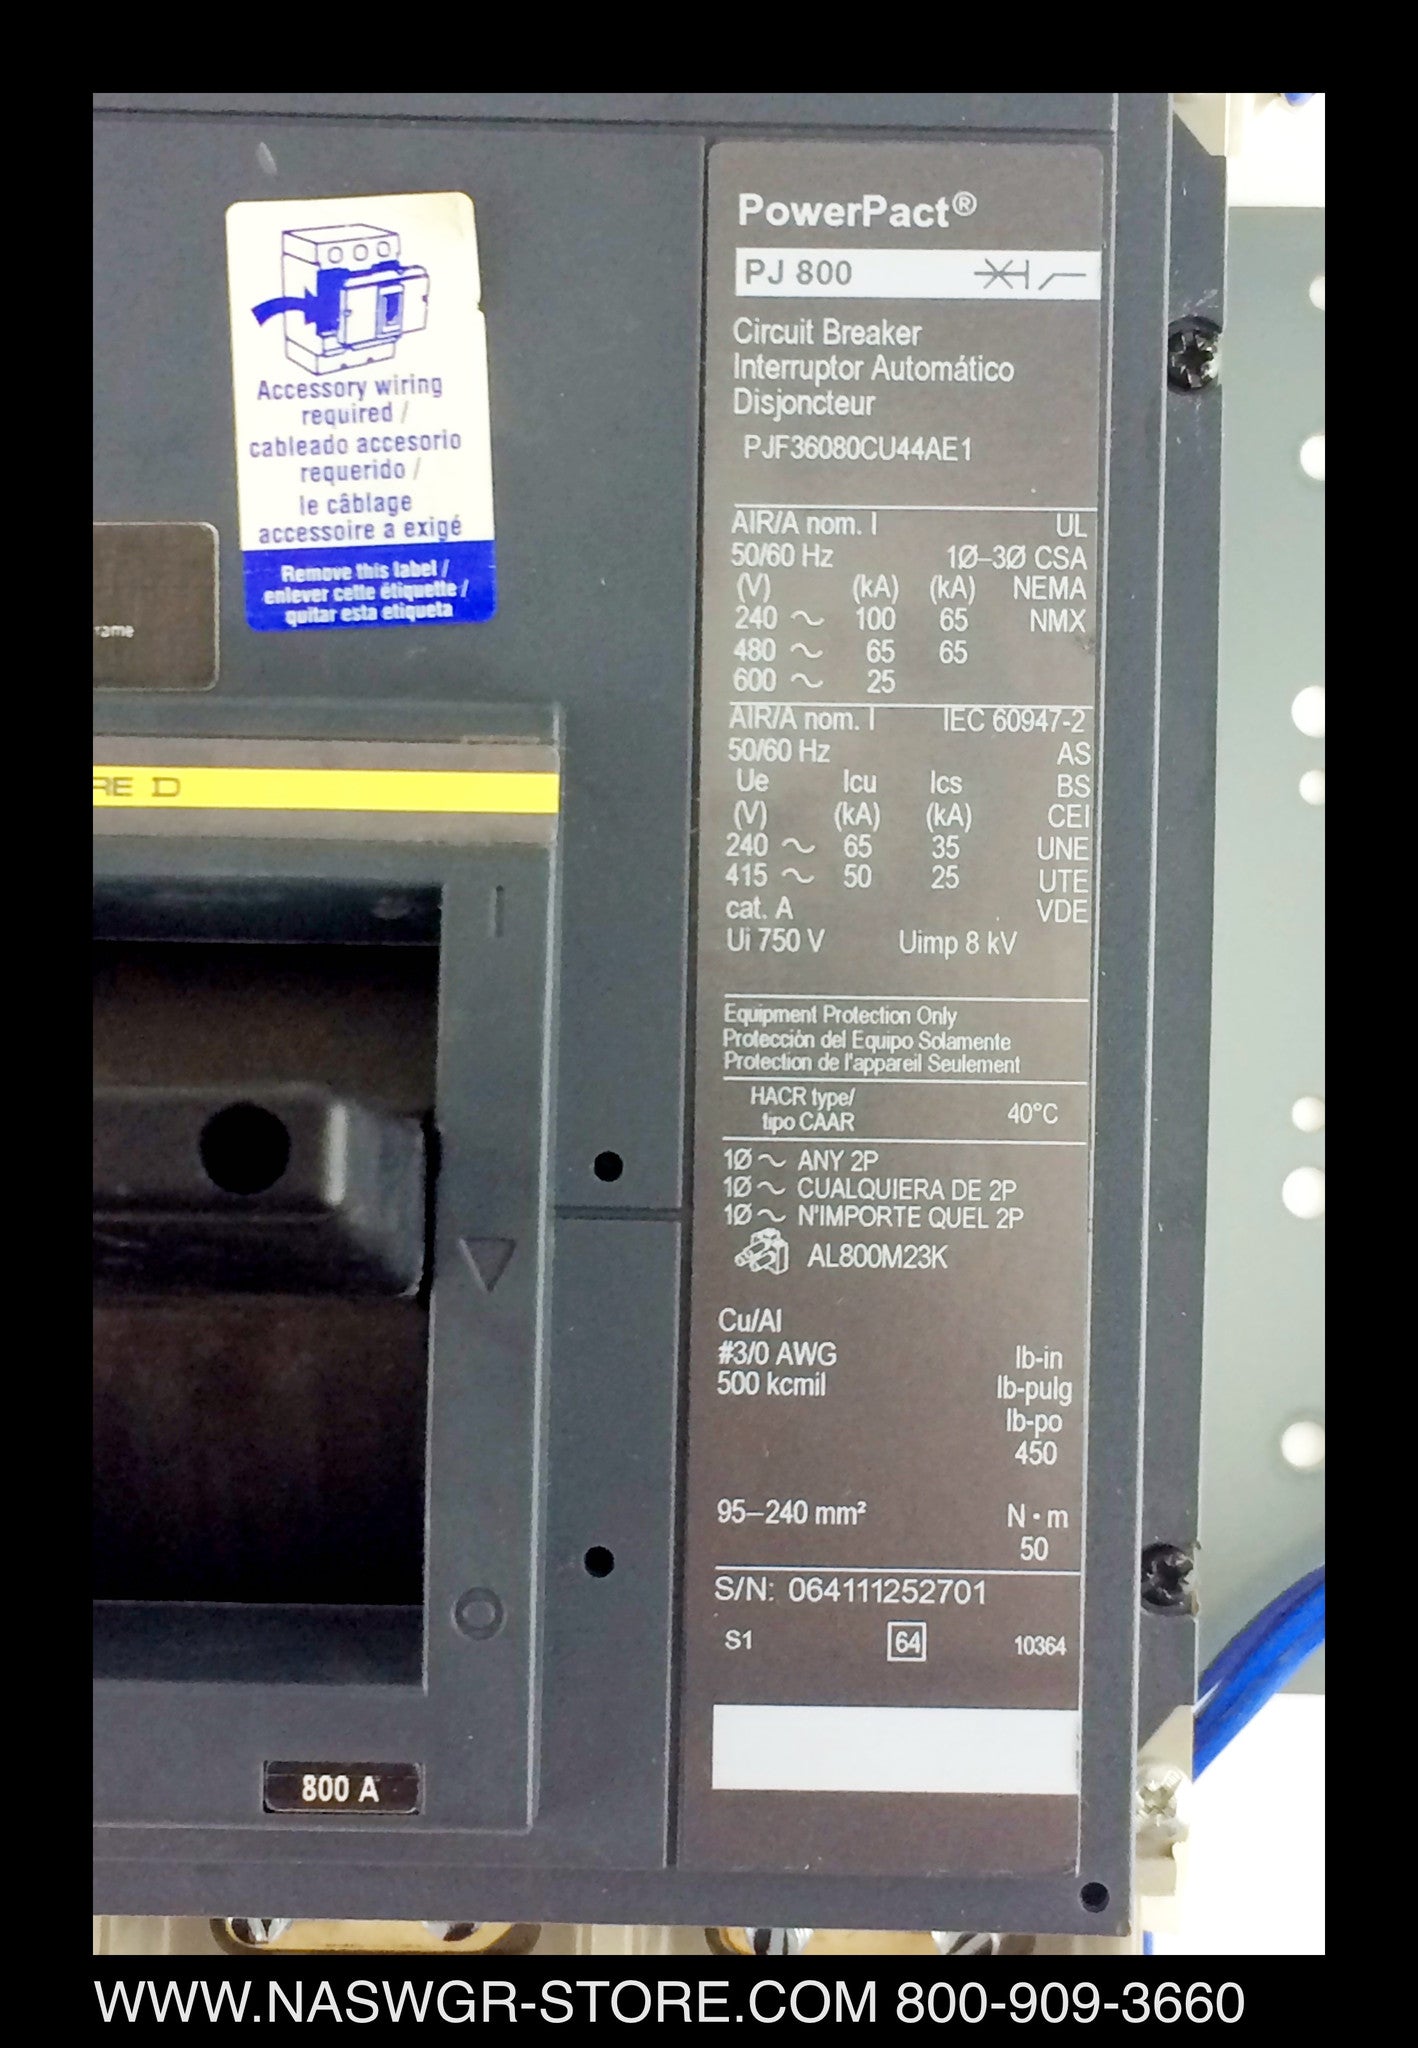 PowerPact®
PJ 800
Circuit Breaker
Interruptor Automático
Disjoncteur
PJF36080CU44AE1
AIR/A nom. I UL
50/60 Hz 1Ø–3Ø CSA
(V) (kA) (kA) NEMA
240 ~ 100 65 NMX
480 ~ 65 65
600 ~ 25
AIR/A nom. I IEC 60947-2
50/60 Hz AS
Ue Icu Ics BS
(V) (kA) (kA) CEI
240 ~ 65 35 UNE
415 ~ 50 25 UTE
cat. A VDE
Ui 750 V Uimp 8 kV
Equipment Protection Only
Protección del Equipo Solamente
Protection de l'appareil Seulement
HACR type/
tipo CAAR 40°C
1Ø ~ ANY 2P
1Ø ~ CUALQUIERA DE 2P
1Ø ~ N'IMPORTE QUEL 2P
AL800M23K
Cu/Al
#3/0 AWG lb-in
500 kcmil lb-pulg
lb-po
450
95–240 mm² N • m
50
S/N: 064111252701
S1 64 10364
Accessory wiring
required /
cableado accesorio
requerido /
le câblage
accessoire a exigé
Remove this label /
enlever cette étiquette /
quitar esta etiqueta
rame
RE D
I
O
800 A
WWW.NASWGR-STORE.COM 800-909-3660